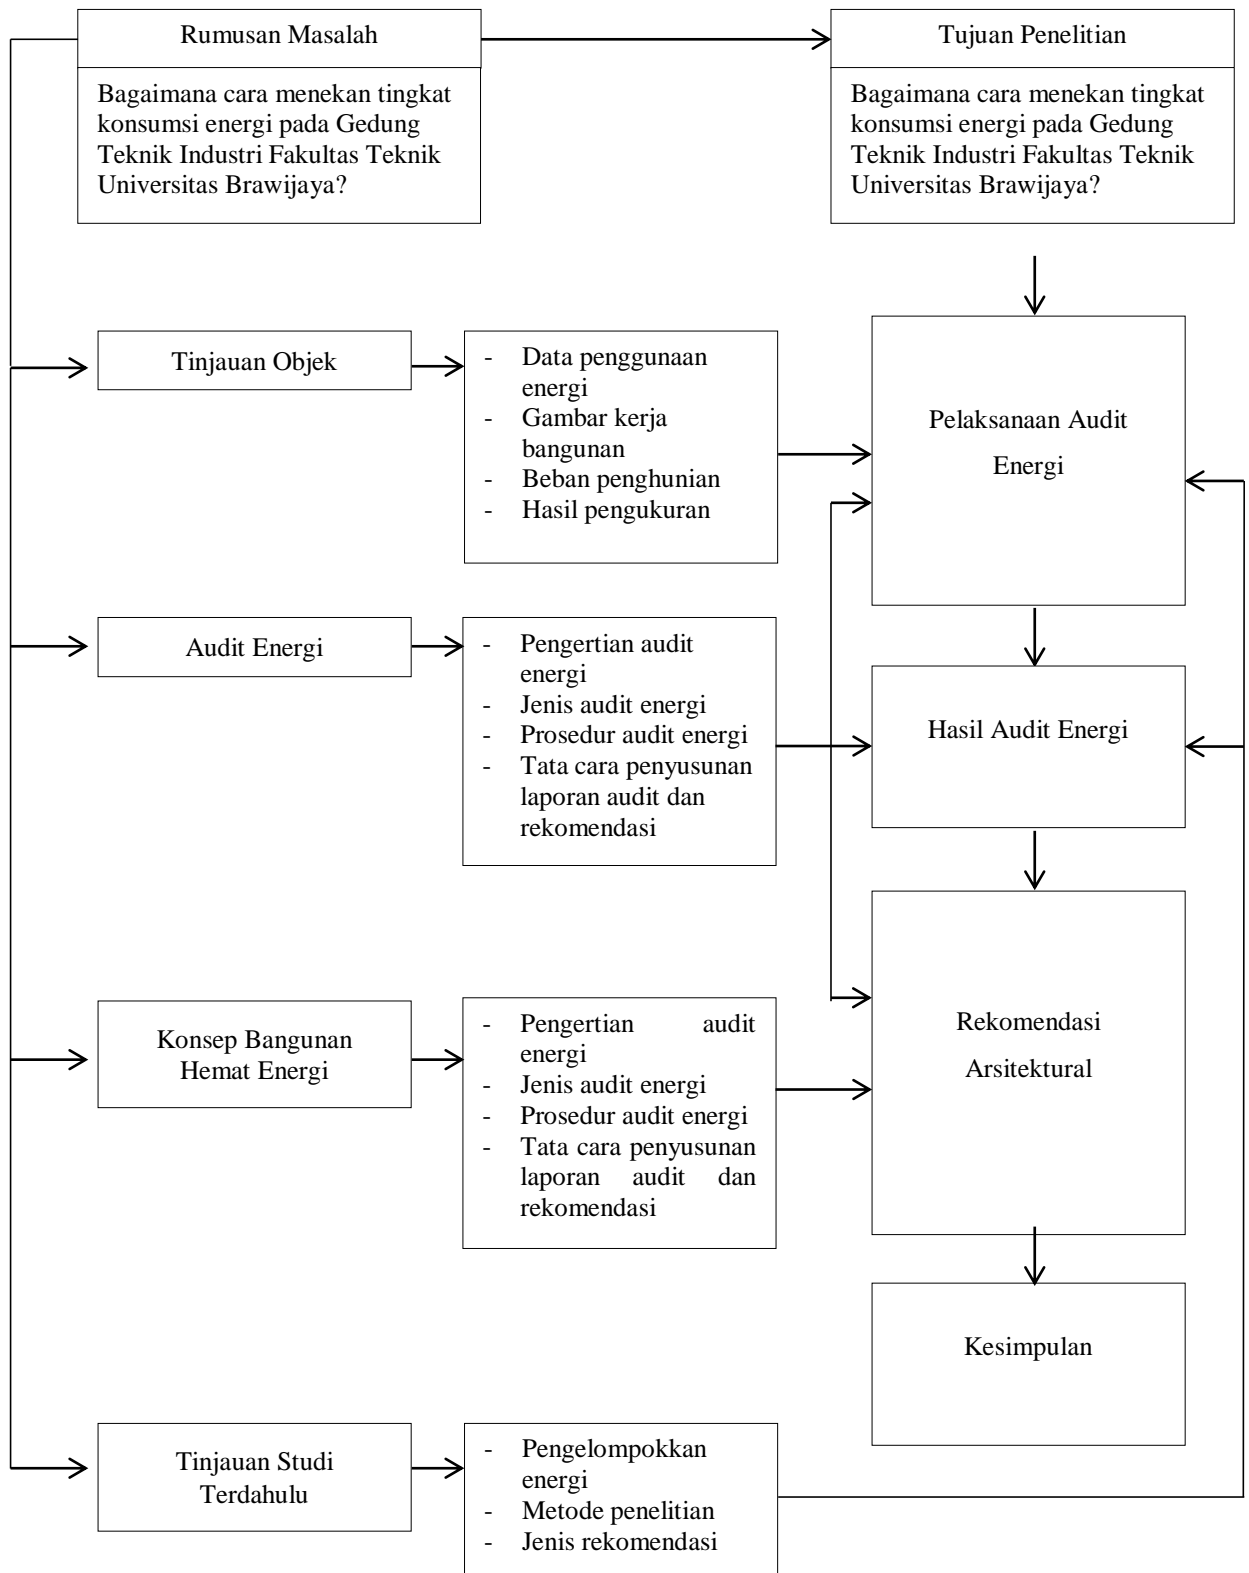 Rumusan Masalah
Bagaimana cara menekan tingkat
konsumsi energi pada Gedung
Teknik Industri Fakultas Teknik
Universitas Brawijaya?
Tujuan Penelitian
Bagaimana cara menekan tingkat
konsumsi energi pada Gedung
Teknik Industri Fakultas Teknik
Universitas Brawijaya?
Tinjauan Objek
- Data penggunaan
energi
- Gambar kerja
bangunan
- Beban penghunian
- Hasil pengukuran
Pelaksanaan Audit
Energi
Audit Energi
- Pengertian audit
energi
- Jenis audit energi
- Prosedur audit energi
- Tata cara penyusunan
laporan audit dan
rekomendasi
Hasil Audit Energi
Konsep Bangunan
Hemat Energi
- Pengertian audit
energi
- Jenis audit energi
- Prosedur audit energi
- Tata cara penyusunan
laporan audit dan
rekomendasi
Rekomendasi
Arsitektural
Kesimpulan
Tinjauan Studi
Terdahulu
- Pengelompokkan
energi
- Metode penelitian
- Jenis rekomendasi